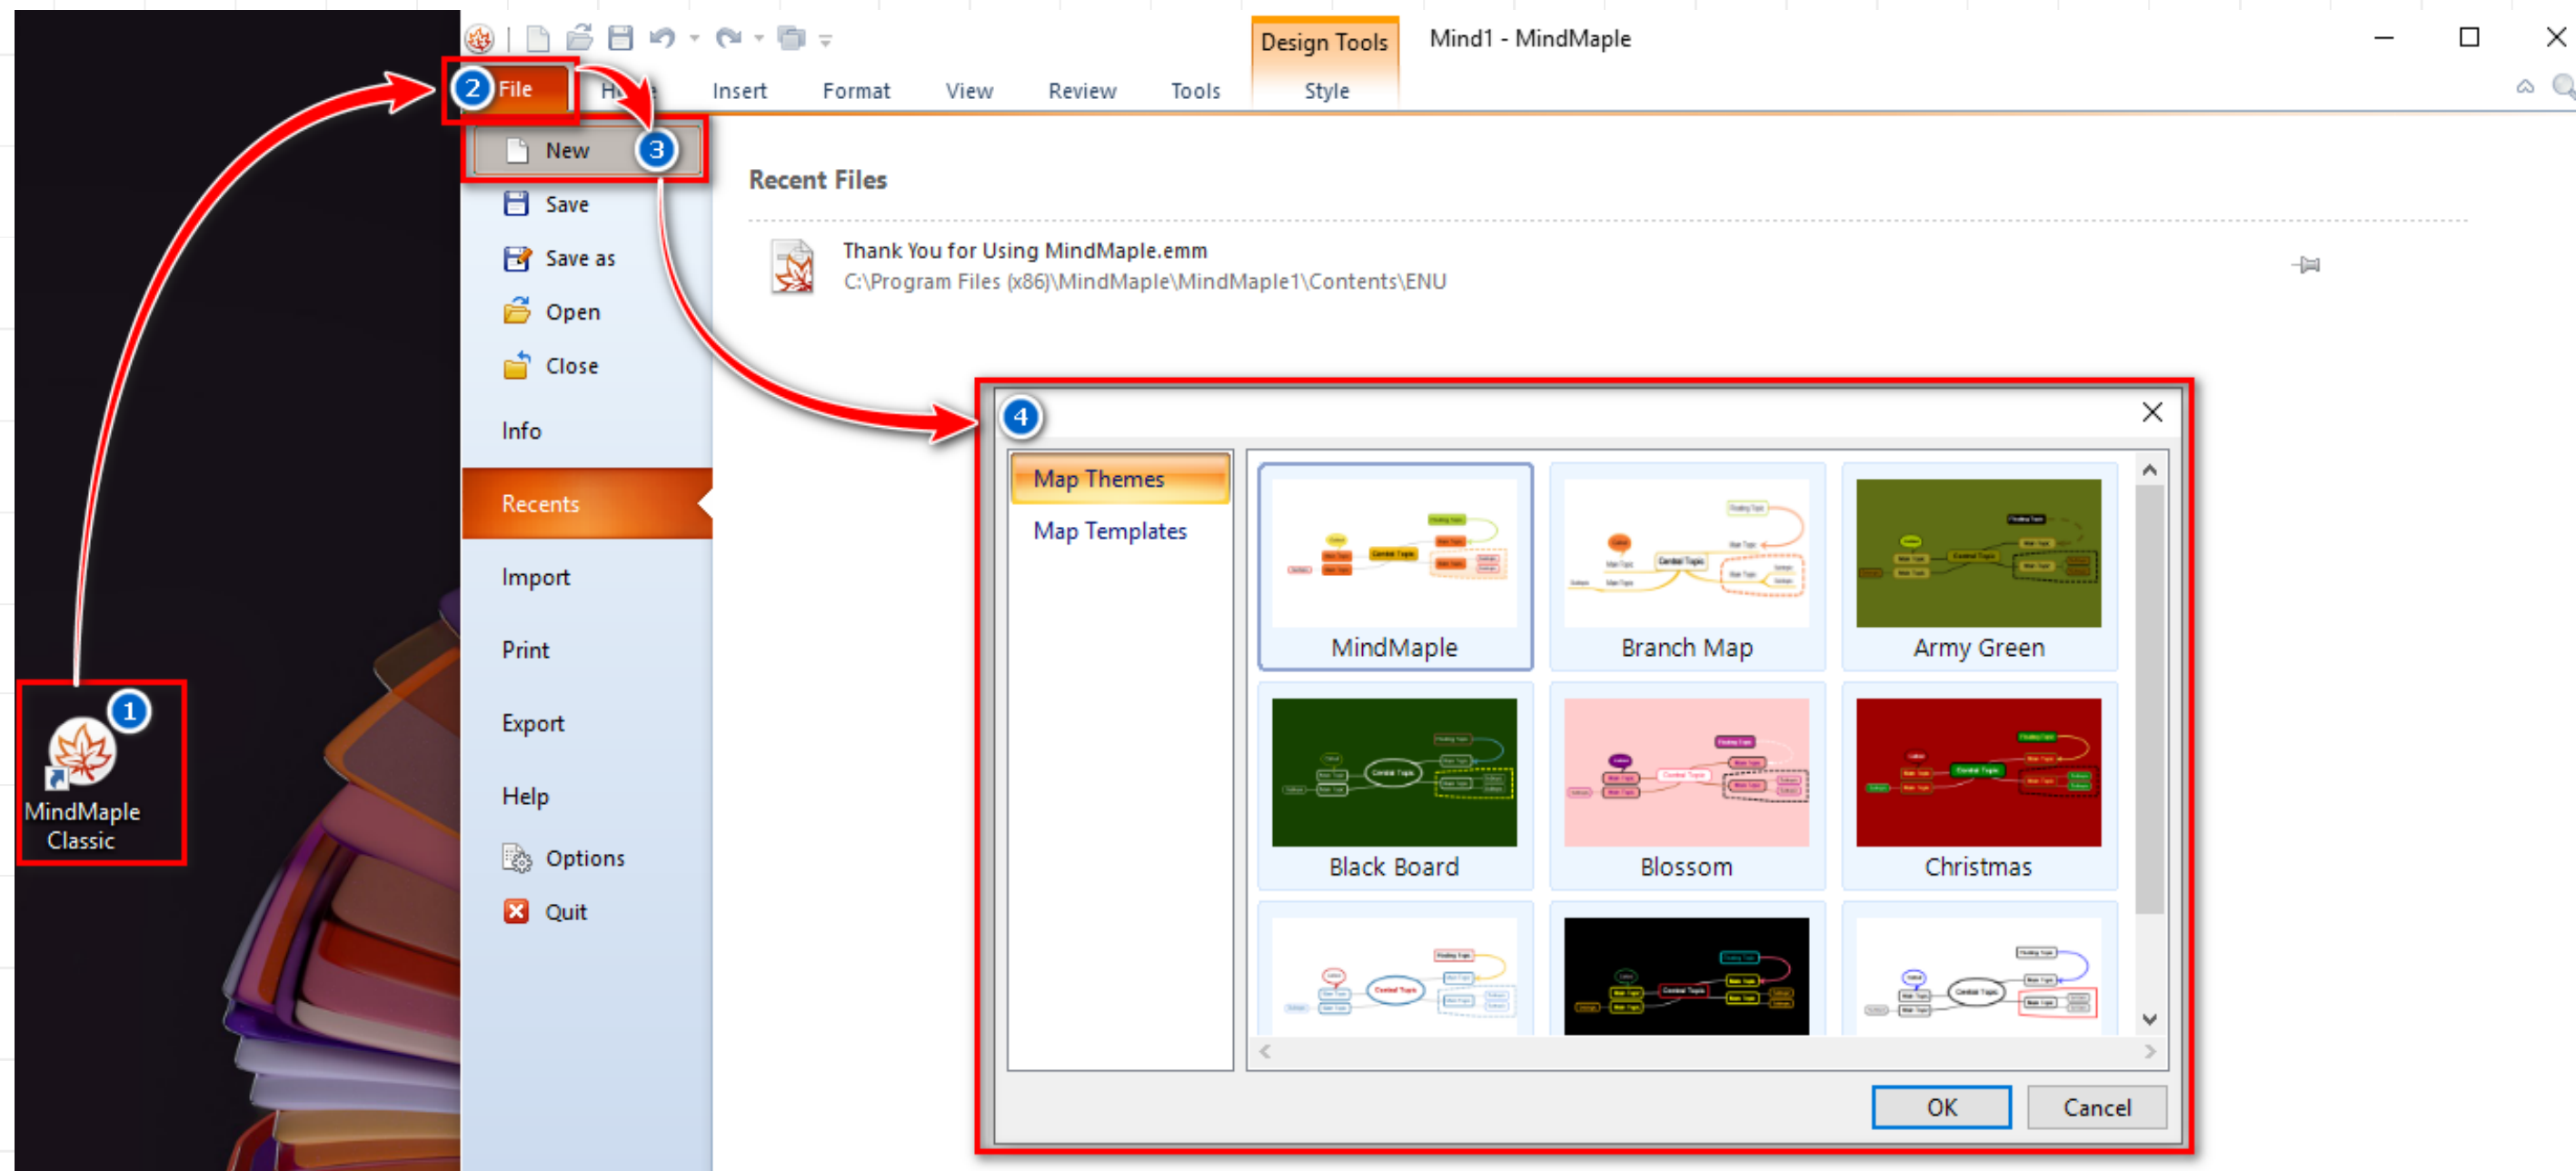 Design Tools
Mind1 - MindMaple
2
File
Insert
Format
View
Review
Tools
Style
New
3
Save
Save as
Open
Close
Info
Recents
Import
Print
Export
Help
Options
Quit
Recent Files
Thank You for Using MindMaple.emm
C:\Program Files (x86)\MindMaple\MindMaple1\Contents\ENU
1
MindMaple
Classic
4
Map Themes
Map Templates
MindMaple
Branch Map
Army Green
Black Board
Blossom
Christmas
OK
Cancel